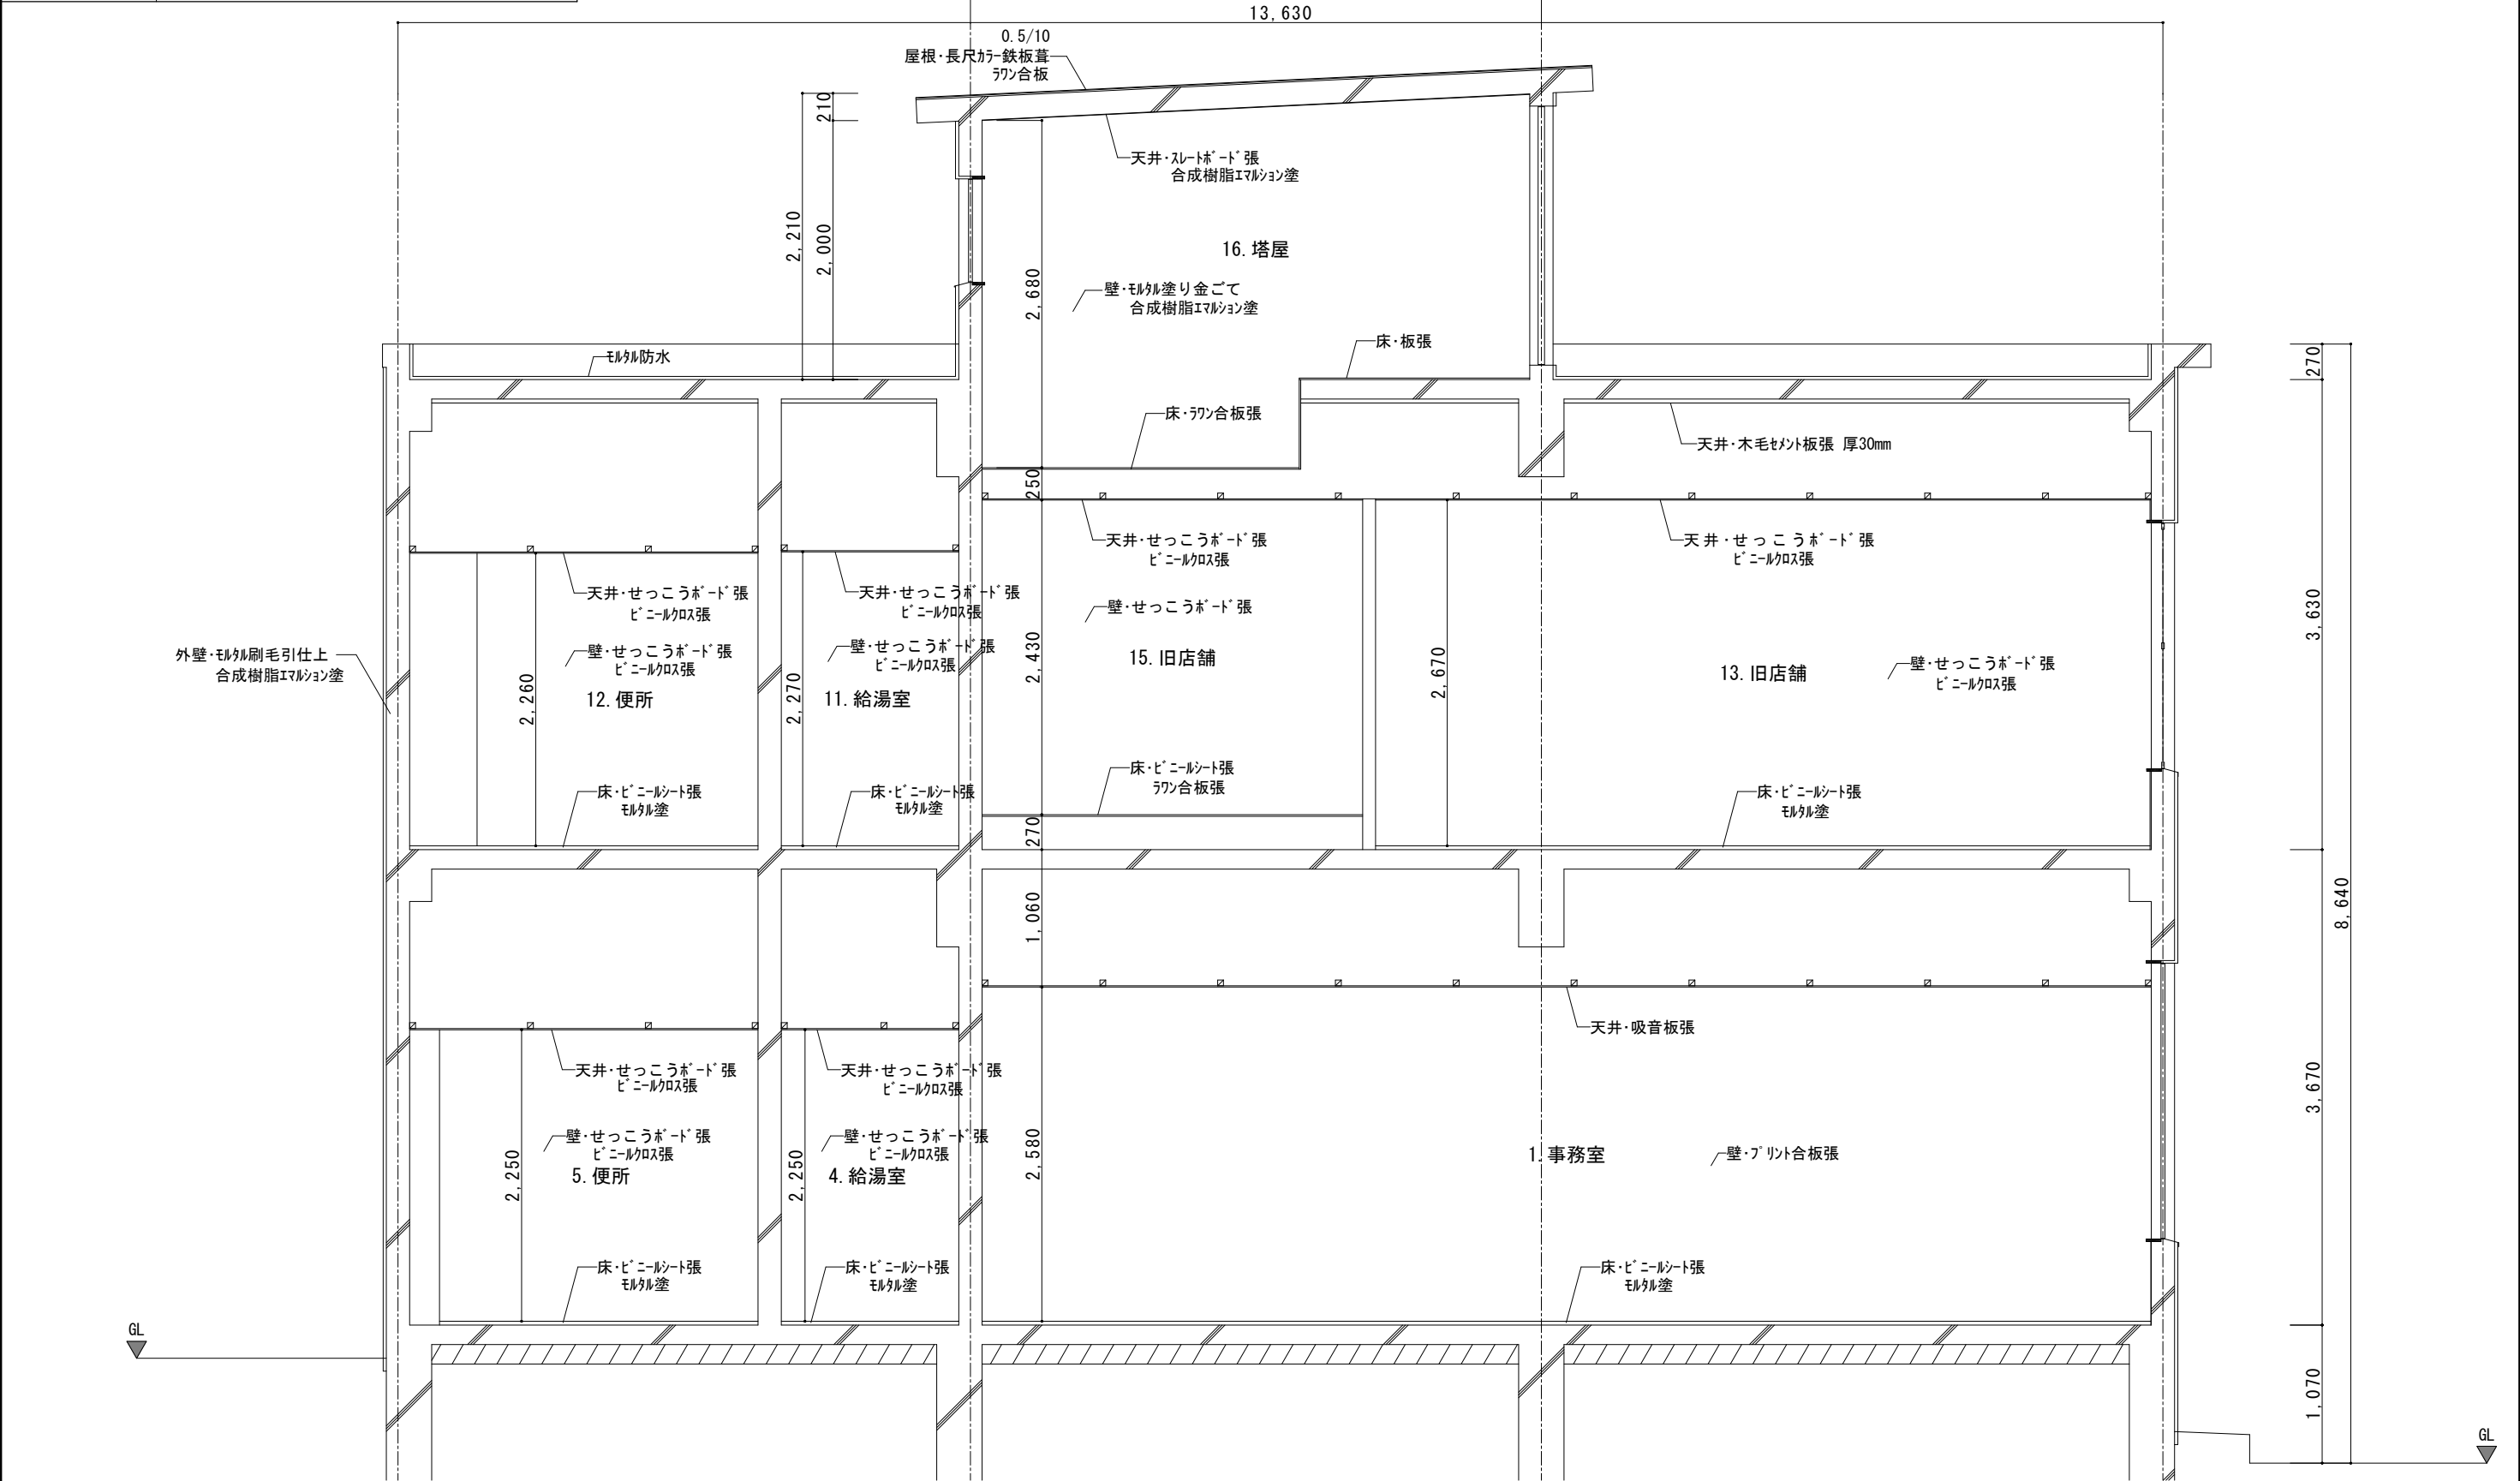 13,630
0.5/10
屋根・長尺ｶﾗｰ鉄板葺
ﾗﾜﾝ合板
210
2,210
2,000
天井・ｽﾚｰﾄﾎﾞｰﾄﾞ張
合成樹脂ｴﾏﾙｼｮﾝ塗
16.塔屋
2,680
壁・ﾓﾙﾀﾙ塗り金ごて
合成樹脂ｴﾏﾙｼｮﾝ塗
床・板張
ﾓﾙﾀﾙ防水
270
床・ﾗﾜﾝ合板張
天井・木毛ｾﾒﾝﾄ板張 厚30mm
250
天井・せっこうﾎﾞｰﾄﾞ張
ﾋﾞﾆｰﾙｸﾛｽ張
天井・せっこうﾎﾞｰﾄﾞ張
ﾋﾞﾆｰﾙｸﾛｽ張
天井・せっこうﾎﾞｰﾄﾞ張
ﾋﾞﾆｰﾙｸﾛｽ張
天井・せっこうﾎﾞｰﾄﾞ張
ﾋﾞﾆｰﾙｸﾛｽ張
壁・せっこうﾎﾞｰﾄﾞ張
3,630
外壁・ﾓﾙﾀﾙ刷毛引仕上
合成樹脂ｴﾏﾙｼｮﾝ塗
壁・せっこうﾎﾞｰﾄﾞ張
ﾋﾞﾆｰﾙｸﾛｽ張
壁・せっこうﾎﾞｰﾄﾞ張
ﾋﾞﾆｰﾙｸﾛｽ張
2,430
15.旧店舗
2,670
13.旧店舗
壁・せっこうﾎﾞｰﾄﾞ張
ﾋﾞﾆｰﾙｸﾛｽ張
2,260
12.便所
2,270
11.給湯室
床・ﾋﾞﾆｰﾙｼｰﾄ張
ﾗﾜﾝ合板張
床・ﾋﾞﾆｰﾙｼｰﾄ張
ﾓﾙﾀﾙ塗
床・ﾋﾞﾆｰﾙｼｰﾄ張
ﾓﾙﾀﾙ塗
床・ﾋﾞﾆｰﾙｼｰﾄ張
ﾓﾙﾀﾙ塗
270
1,060
8,640
天井・吸音板張
天井・せっこうﾎﾞｰﾄﾞ張
ﾋﾞﾆｰﾙｸﾛｽ張
天井・せっこうﾎﾞｰﾄﾞ張
ﾋﾞﾆｰﾙｸﾛｽ張
3,670
壁・せっこうﾎﾞｰﾄﾞ張
ﾋﾞﾆｰﾙｸﾛｽ張
壁・せっこうﾎﾞｰﾄﾞ張
ﾋﾞﾆｰﾙｸﾛｽ張
2,580
1.事務室
壁・ﾌﾟﾘﾝﾄ合板張
2,250
5.便所
2,250
4.給湯室
床・ﾋﾞﾆｰﾙｼｰﾄ張
ﾓﾙﾀﾙ塗
床・ﾋﾞﾆｰﾙｼｰﾄ張
ﾓﾙﾀﾙ塗
床・ﾋﾞﾆｰﾙｼｰﾄ張
ﾓﾙﾀﾙ塗
GL
1,070
GL